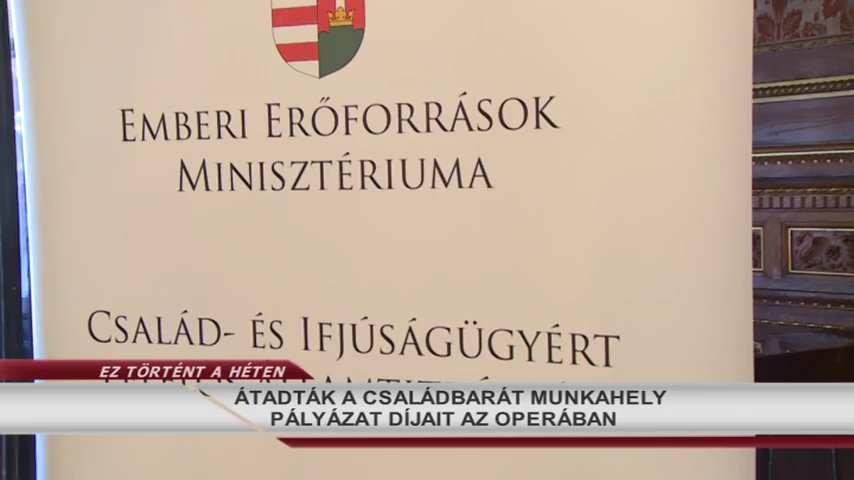 EMBERI ERŐFORRÁSOK
MINISZTÉRIUMA
CSALÁD- ÉS IFJÚSÁGÜGYÉRT
EZ TÖRTÉNT A HÉTEN
ÁTADTÁK A CSALÁDBARÁT MUNKAHELY
PÁLYÁZAT DÍJAIT AZ OPERÁBAN